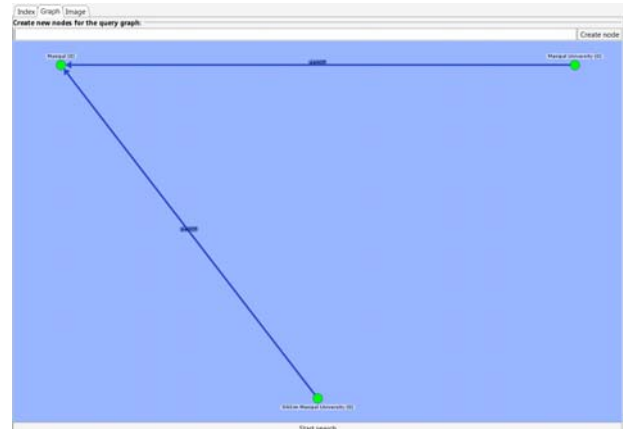 Index Graph Image
Create new nodes for the query graph:
Create node
Manipal (0)
Manipal University (0)
Sikkim Manipal University (0)
Start search